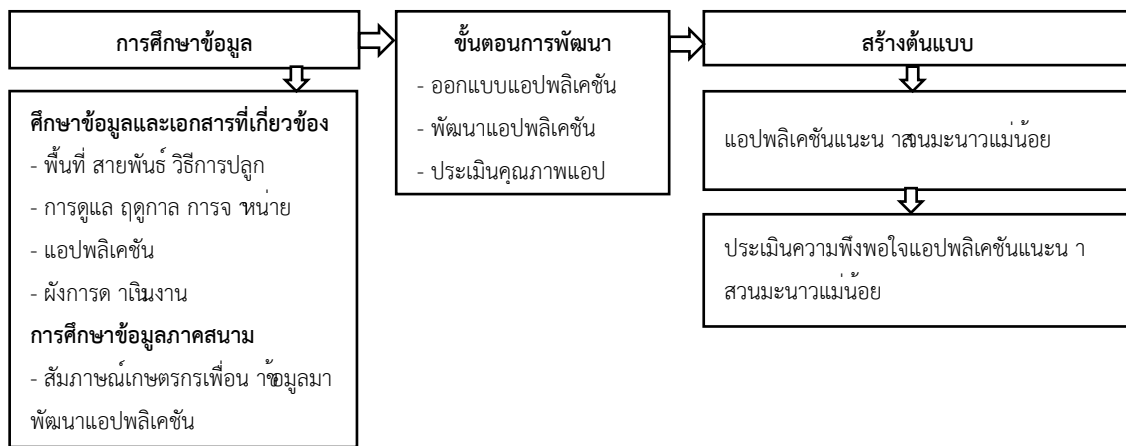 การศึกษาข้อมูล
ศึกษาข้อมูลและเอกสารที่เกี่ยวข้อง
- พื้นที่ สายพันธ์ วิธีการปลูก
- การดูแล ฤดูกาล การจ าหน่าย
- แอปพลิเคชัน
- ผังการด าเนินงาน
การศึกษาข้อมูลภาคสนาม
- สัมภาษณ์เกษตรกรเพื่อน าข้อมูลมา
พัฒนาแอปพลิเคชัน
ขั้นตอนการพัฒนา
- ออกแบบแอปพลิเคชัน
- พัฒนาแอปพลิเคชัน
- ประเมินคุณภาพแอป
สร้างต้นแบบ
แอปพลิเคชันแนะน าสวนมะนาวแม่น้อย
ประเมินความพึงพอใจแอปพลิเคชันแนะน า
สวนมะนาวแม่น้อย